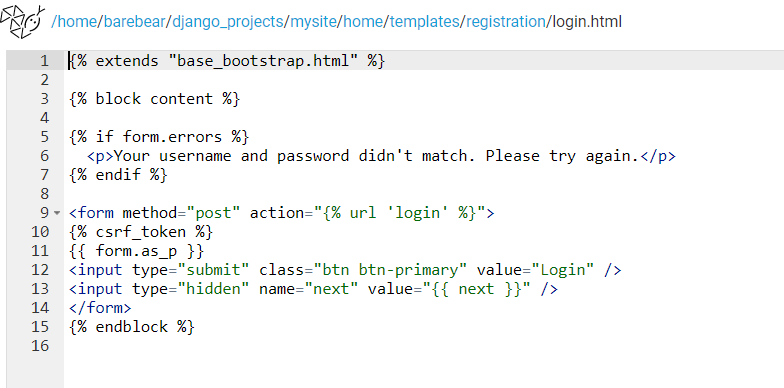 /home/barebear/django_projects/mysite/home/templates/registration/login.html
1 {% extends "base_bootstrap.html" %}
2
3 {% block content %}
4
5 {% if form.errors %}
6   <p>Your username and password didn't match. Please try again.</p>
7 {% endif %}
8
9 <form method="post" action="{% url 'login' %}">
10 {% csrf_token %}
11 {{ form.as_p }}
12 <input type="submit" class="btn btn-primary" value="Login" />
13 <input type="hidden" name="next" value="{{ next }}" />
14 </form>
15 {% endblock %}
16